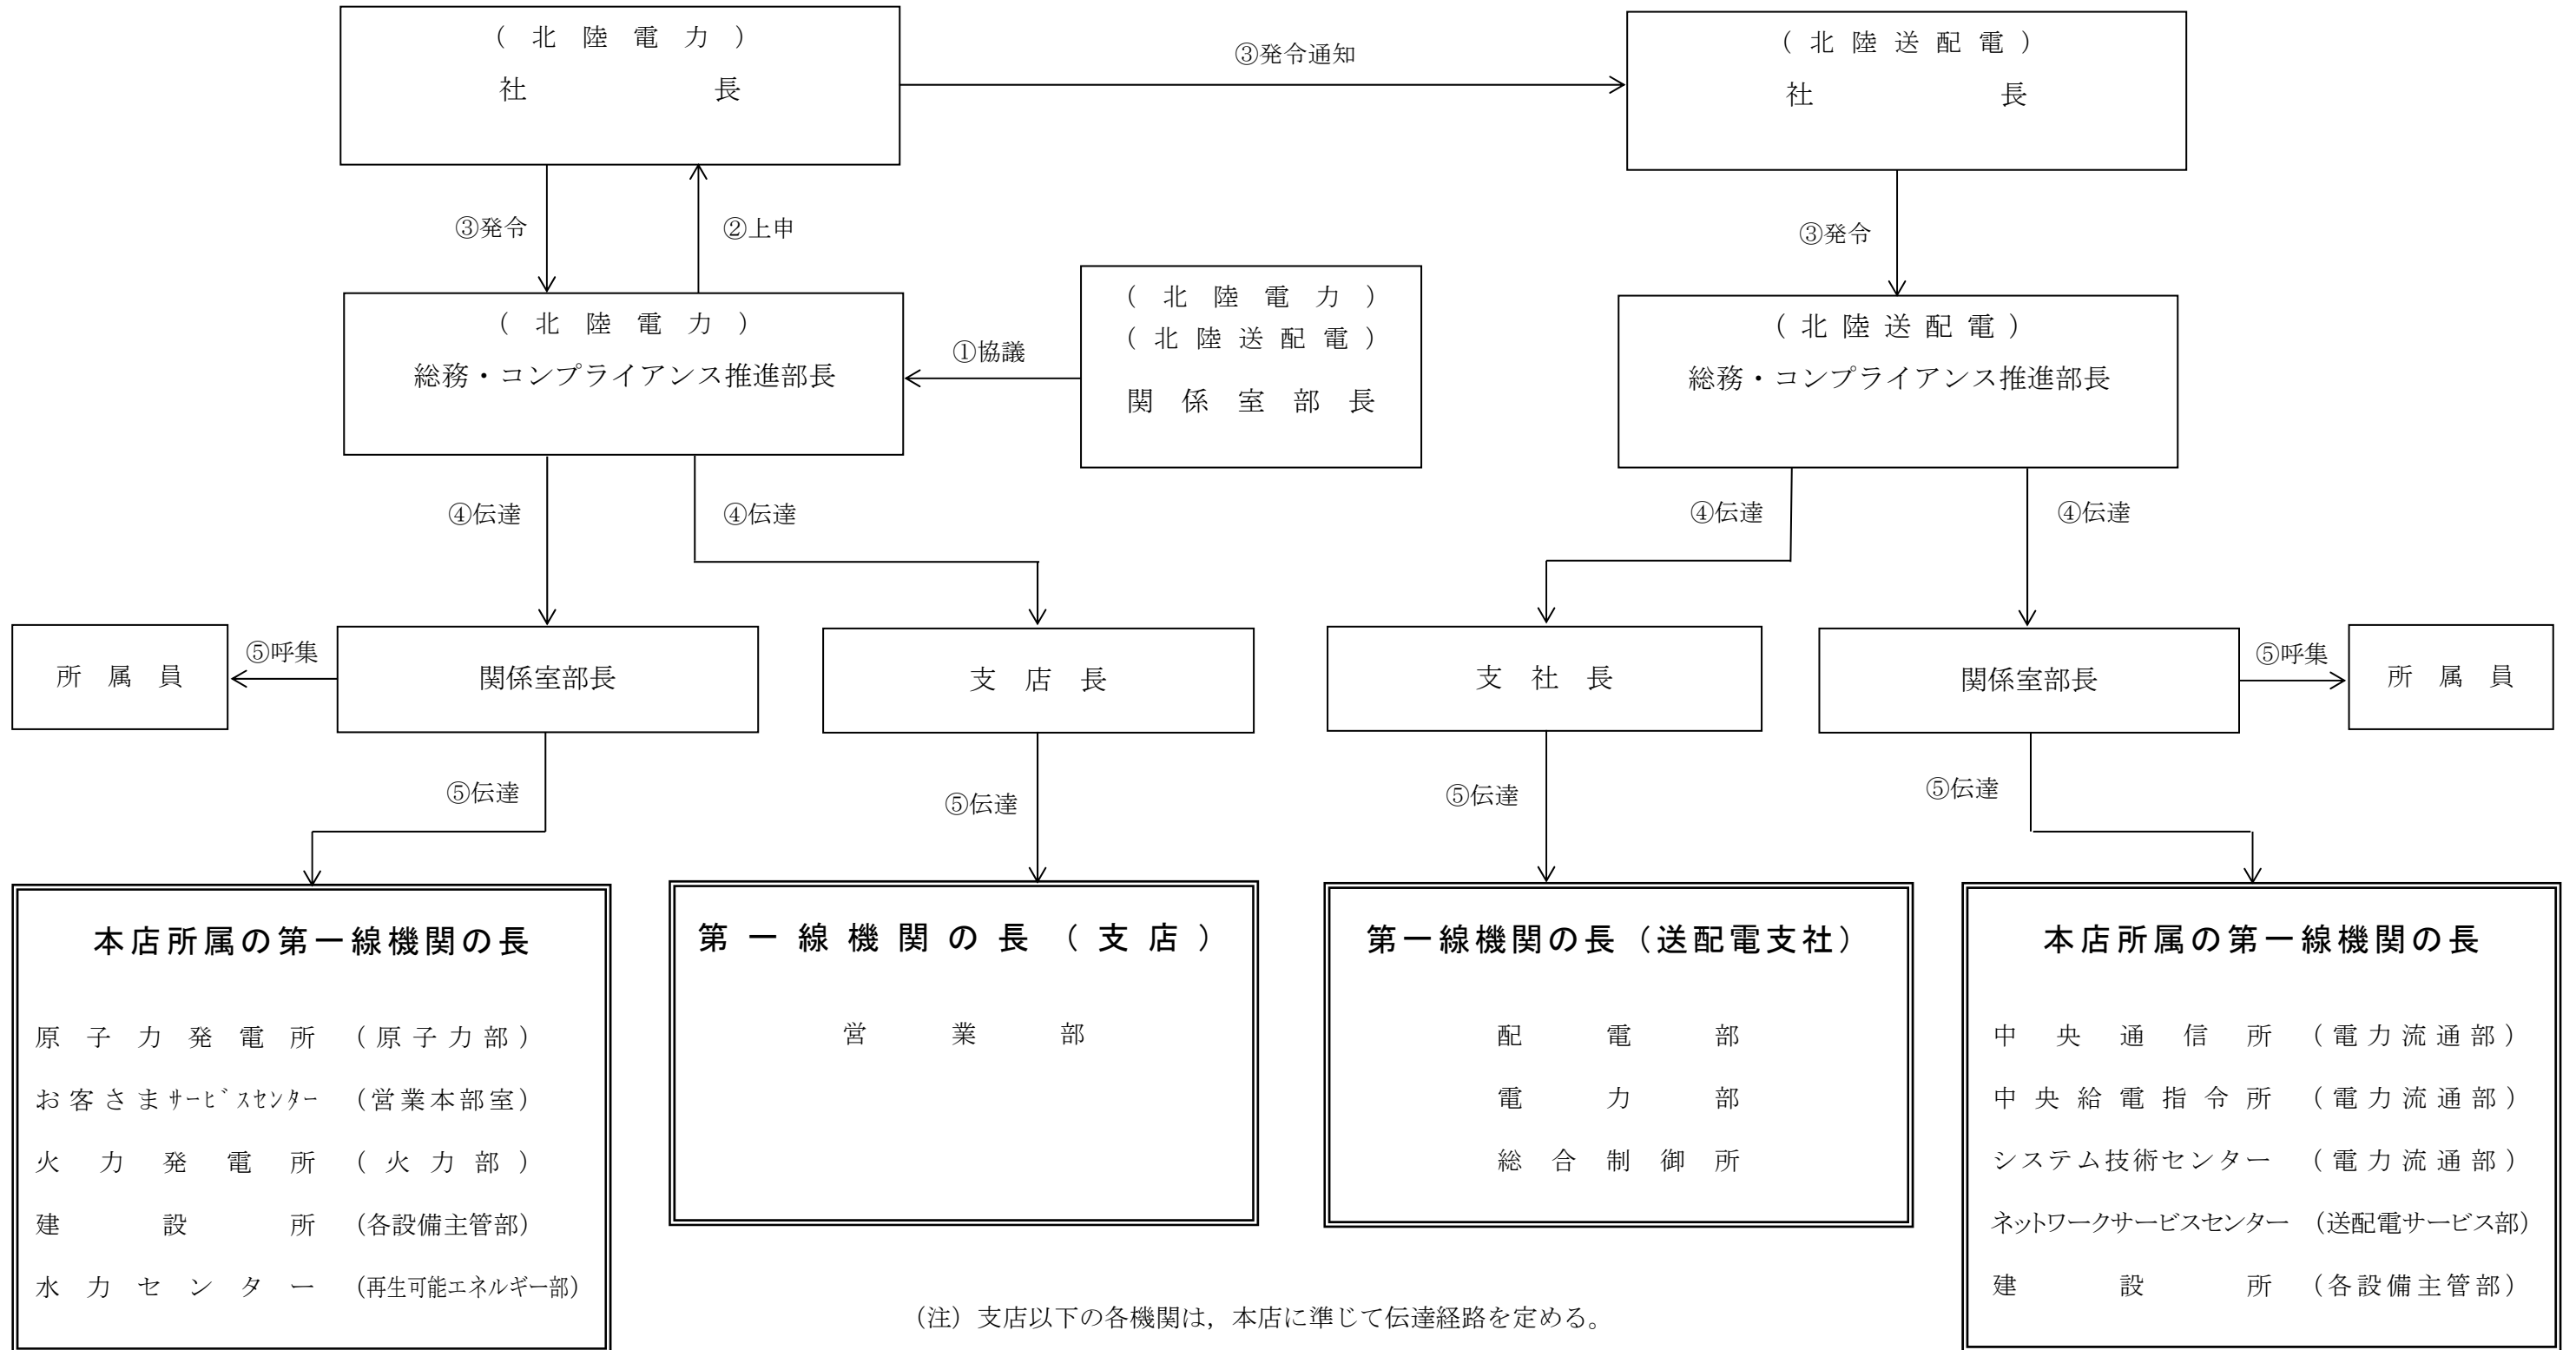 （北陸電力）
社長
③発令通知
（北陸送配電）
社長
③発令
②上申
③発令
（北陸電力）
総務・コンプライアンス推進部長
①協議
（北陸電力）
（北陸送配電）
関係室部長
（北陸送配電）
総務・コンプライアンス推進部長
④伝達
④伝達
④伝達
④伝達
所属員
⑤呼集
関係室部長
支店長
支社長
関係室部長
⑤呼集
所属員
⑤伝達
⑤伝達
⑤伝達
⑤伝達
本店所属の第一線機関の長
原子力発電所（原子力部）
お客さまｻｰﾋﾞｽｾﾝﾀｰ（営業本部室）
火力発電所（火力部）
建設所（各設備主管部）
水力センター（再生可能エネルギー部）
第一線機関の長（支店）
営業部
第一線機関の長（送配電支社）
配電部
電力部
総合制御所
本店所属の第一線機関の長
中央通信所（電力流通部）
中央給電指令所（電力流通部）
システム技術センター（電力流通部）
ネットワークサービスセンター（送配電サービス部）
建設所（各設備主管部）
（注）支店以下の各機関は，本店に準じて伝達経路を定める。